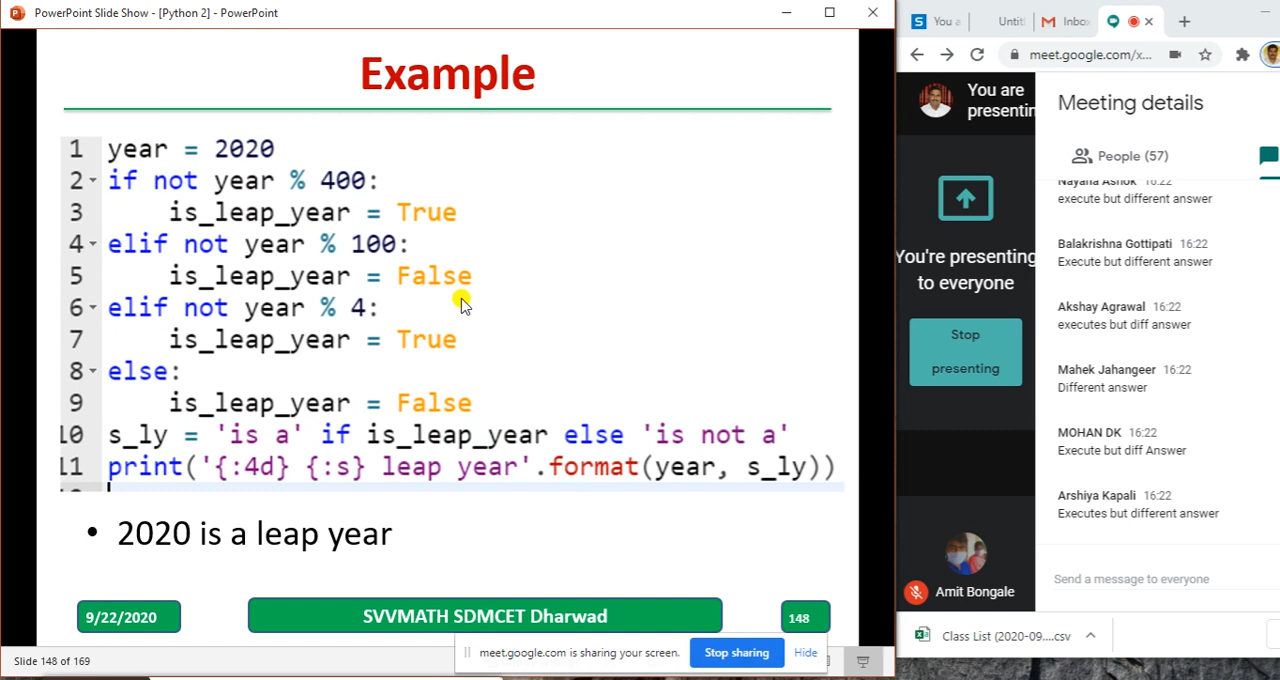 PowerPoint Slide Show - [Python 2] - PowerPoint
Example
1 year = 2020
2 if not year % 400:
3 is_leap_year = True
4 elif not year % 100:
5 is_leap_year = False
6 elif not year % 4:
7 is_leap_year = True
8 else:
9 is_leap_year = False
10 s_ly = 'is a' if is_leap_year else 'is not a'
11 print('{:4d} {:s} leap year'.format(year, s_ly))
• 2020 is a leap year
9/22/2020
SVVMATH SDMCET Dharwad
148
Slide 148 of 169
meet.google.com is sharing your screen.
Stop sharing
Hide
You a
Untitl
Inbo
meet.google.com/x...
You are
presentin
You're presenting
to everyone
Stop
presenting
Amit Bongale
Meeting details
People (57)
Nayana Ashok 16:22
execute but different answer
Balakrishna Gottipati 16:22
Execute but different answer
Akshay Agrawal 16:22
executes but diff answer
Mahek Jahangeer 16:22
Different answer
MOHAN DK 16:22
Execute but diff Answer
Arshiya Kapali 16:22
Executes but different answer
Send a message to everyone
Class List (2020-09....csv